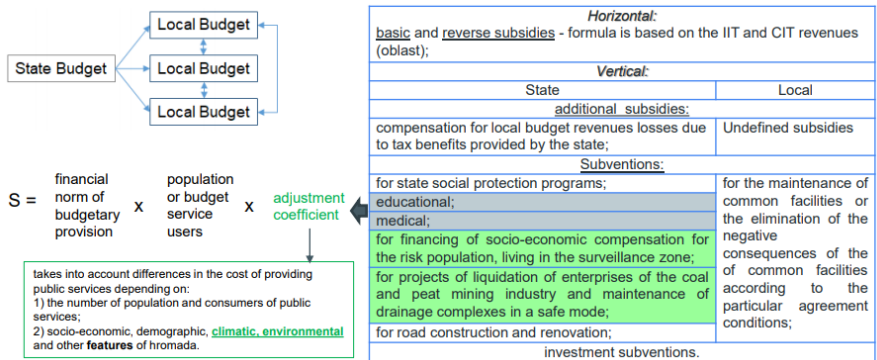 State Budget
Local Budget
Local Budget
Local Budget
S =
financial
norm of
budgetary
provision
x
population
or budget
service
users
x
adjustment
coefficient
takes into account differences in the cost of providing
public services depending on:
1) the number of population and consumers of public
services;
2) socio-economic, demographic, climatic, environmental
and other features of hromada.
Horizontal:
basic and reverse subsidies - formula is based on the IIT and CIT revenues
(oblast);
Vertical:
State
Local
additional subsidies:
compensation for local budget revenues losses due
to tax benefits provided by the state;
Undefined subsidies
Subventions:
for state social protection programs;
educational;
medical;
for financing of socio-economic compensation for
the risk population, living in the surveillance zone;
for projects of liquidation of enterprises of the coal
and peat mining industry and maintenance of
drainage complexes in a safe mode;
for road construction and renovation;
for the maintenance of
common facilities or
the elimination of the
negative
consequences of the
of common facilities
according to the
particular agreement
conditions;
investment subventions.